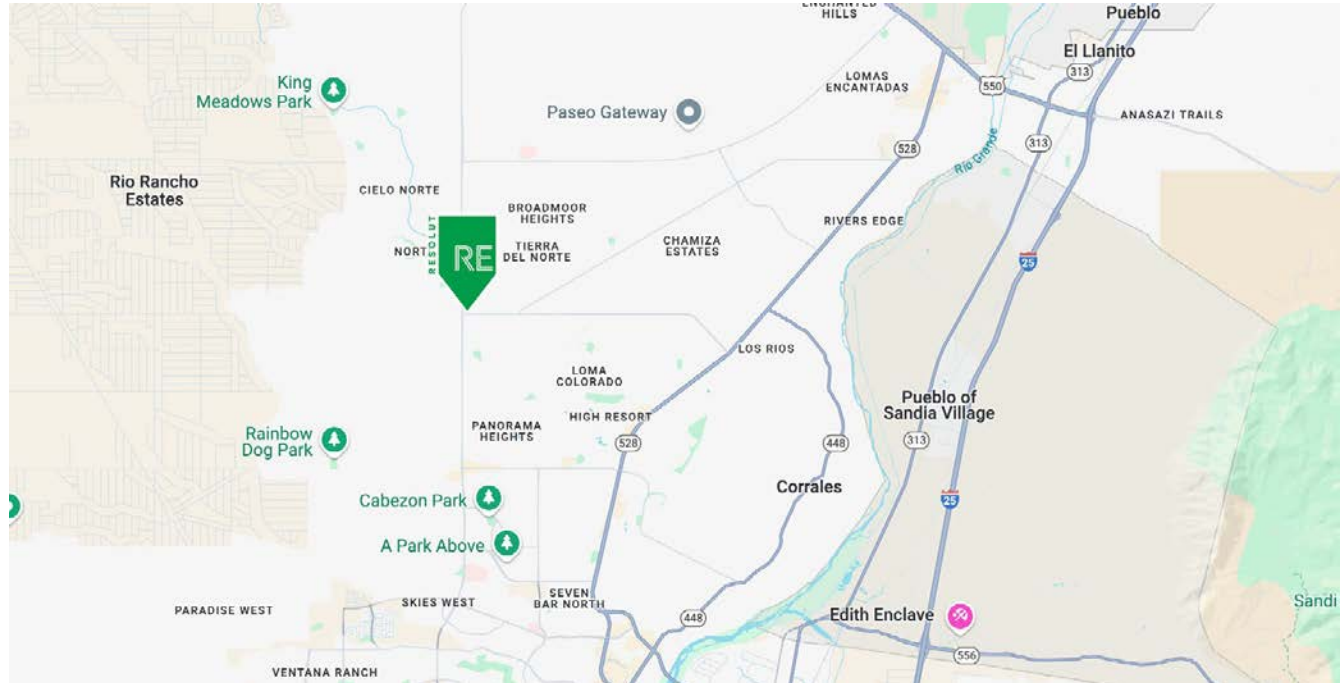 ENCHANTED
HILLS
Pueblo
El Llanito
313
King
Meadows Park
LOMAS
ENCANTADAS
550
Paseo Gateway
ANASAZI TRAILS
528
313
Rio Grande
Rio Rancho
Estates
CIELO NORTE
BROADMOOR
HEIGHTS
RIVERS EDGE
RESOLUT
RE
NORT
TIERRA
DEL NORTE
CHAMIZA
ESTATES
25
LOS RIOS
LOMA
COLORADO
Pueblo of
Sandia Village
HIGH RESORT
PANORAMA
HEIGHTS
Rainbow
Dog Park
528
448
313
Corrales
25
Cabezon Park
A Park Above
SEVEN
BAR NORTH
SKIES WEST
PARADISE WEST
448
Edith Enclave
Sandi
556
VENTANA RANCH